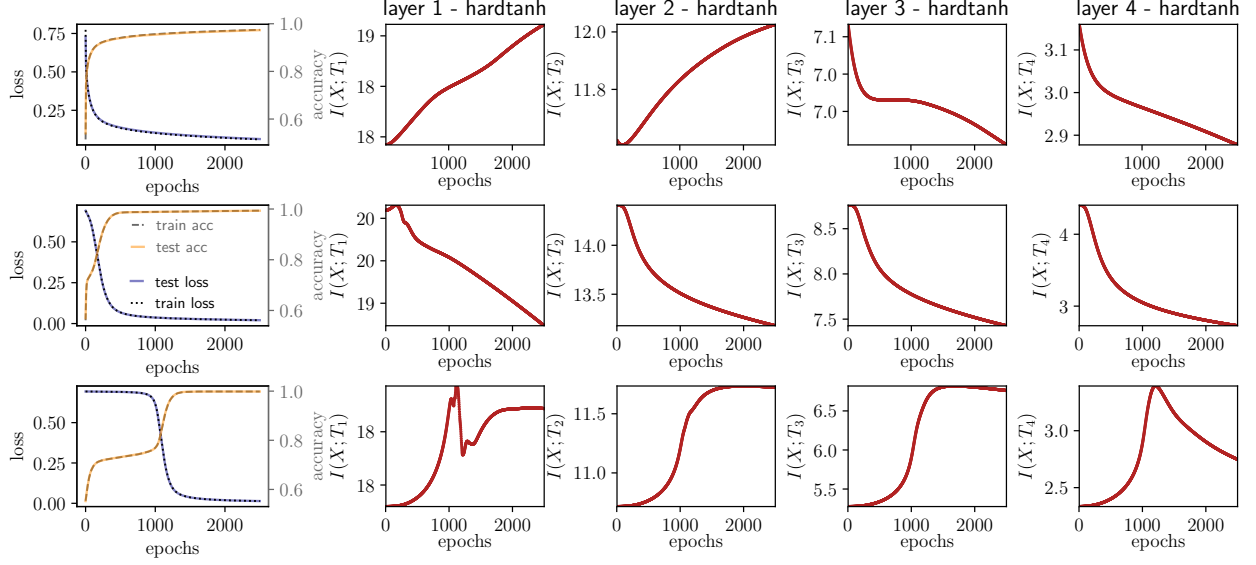 layer 1 - hardtanh
layer 2 - hardtanh
layer 3 - hardtanh
layer 4 - hardtanh
loss
0.75
0.50
0.25
1.0
0.8
0.6
accuracy
0 1000 2000
epochs
I(X; T₁)
19
18
18
1000 2000
epochs
I(X; T₂)
12.0
11.8
0 1000 2000
epochs
I(X; T₃)
7.1
7.0
7.0
0 1000 2000
epochs
I(X; T₄)
3.1
3.0
2.9
0 1000 2000
epochs
loss
0.50
0.25
0.00
train acc
test acc
test loss
train loss
1.0
0.8
0.6
accuracy
0 1000 2000
epochs
I(X; T₁)
20
20
19
0 1000 2000
epochs
I(X; T₂)
14.0
13.5
0 1000 2000
epochs
I(X; T₃)
8.5
8.0
7.5
0 1000 2000
epochs
I(X; T₄)
4
3
0 1000 2000
epochs
loss
0.50
0.25
0.00
1.0
0.8
0.6
accuracy
0 1000 2000
epochs
I(X; T₁)
18
18
0 1000 2000
epochs
I(X; T₂)
11.5
11.0
0 1000 2000
epochs
I(X; T₃)
6.5
6.0
5.5
0 1000 2000
epochs
I(X; T₄)
3.0
2.5
0 1000 2000
epochs